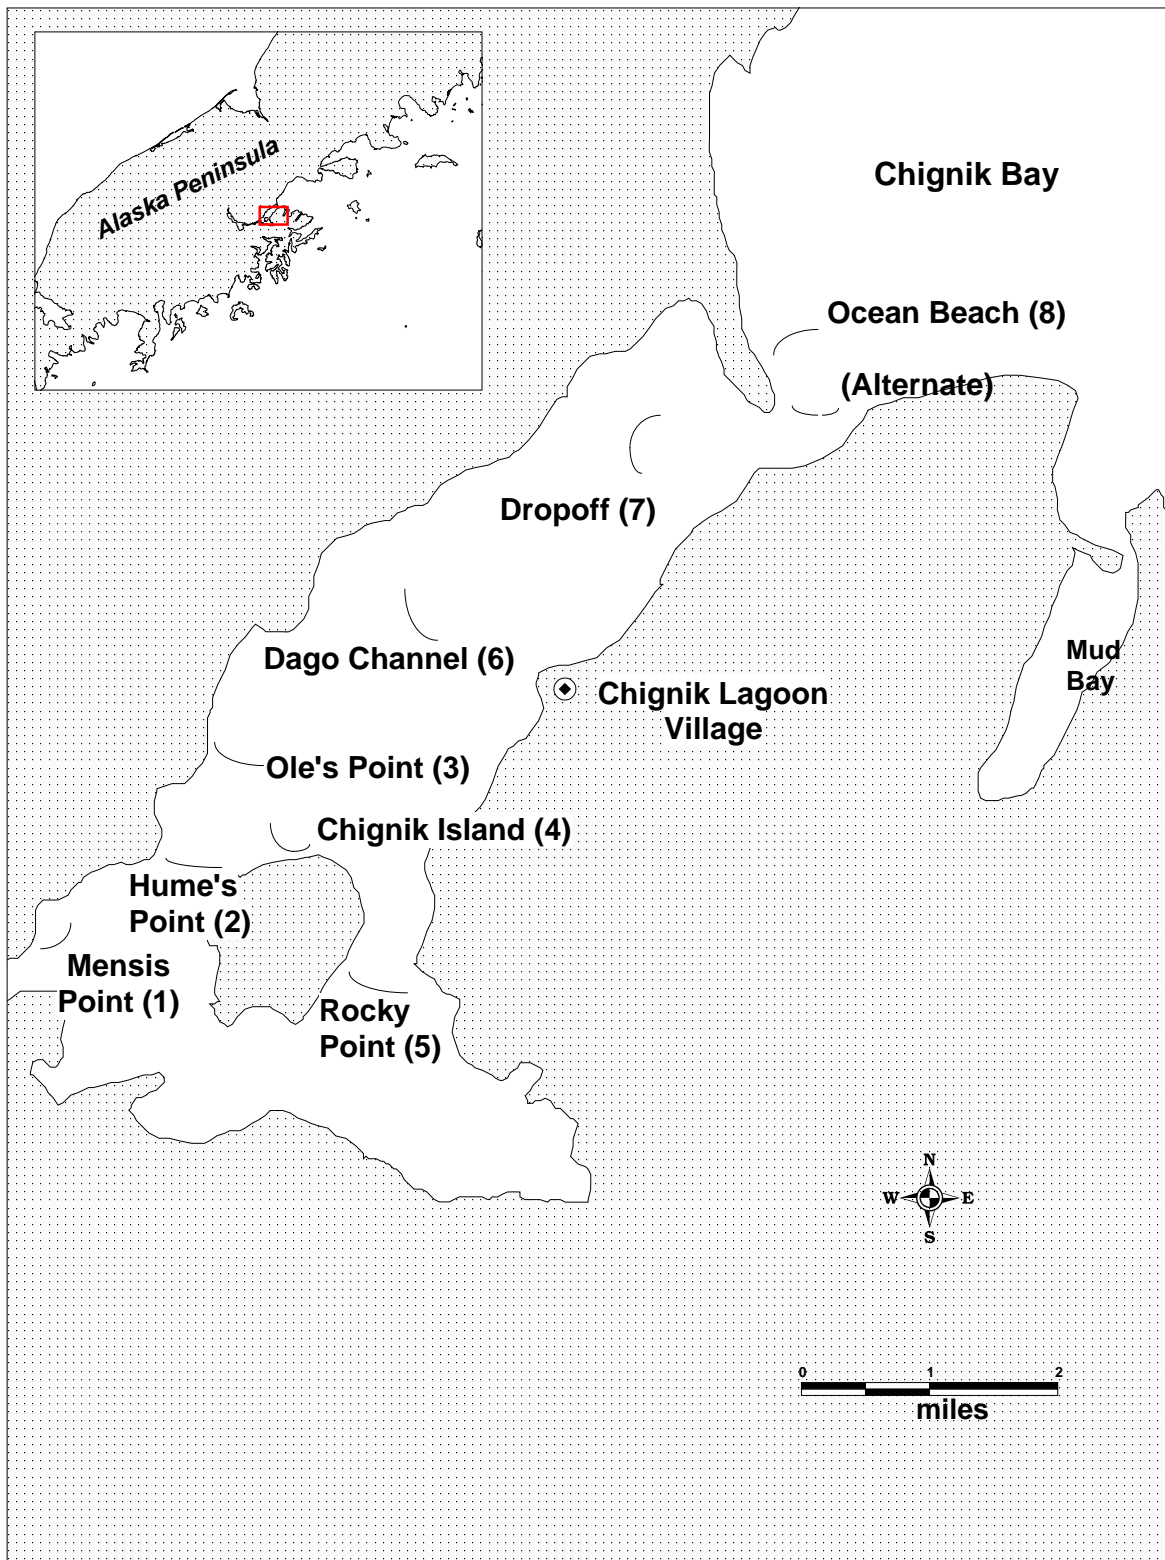 Alaska Peninsula
Chignik Bay
Ocean Beach (8)
(Alternate)
Dropoff (7)
Dago Channel (6)
Mud
Bay
Chignik Lagoon
Village
Ole's Point (3)
Chignik Island (4)
Hume's
Point (2)
Mensis
Point (1)
Rocky
Point (5)
N
W E
S
0 1 2
miles